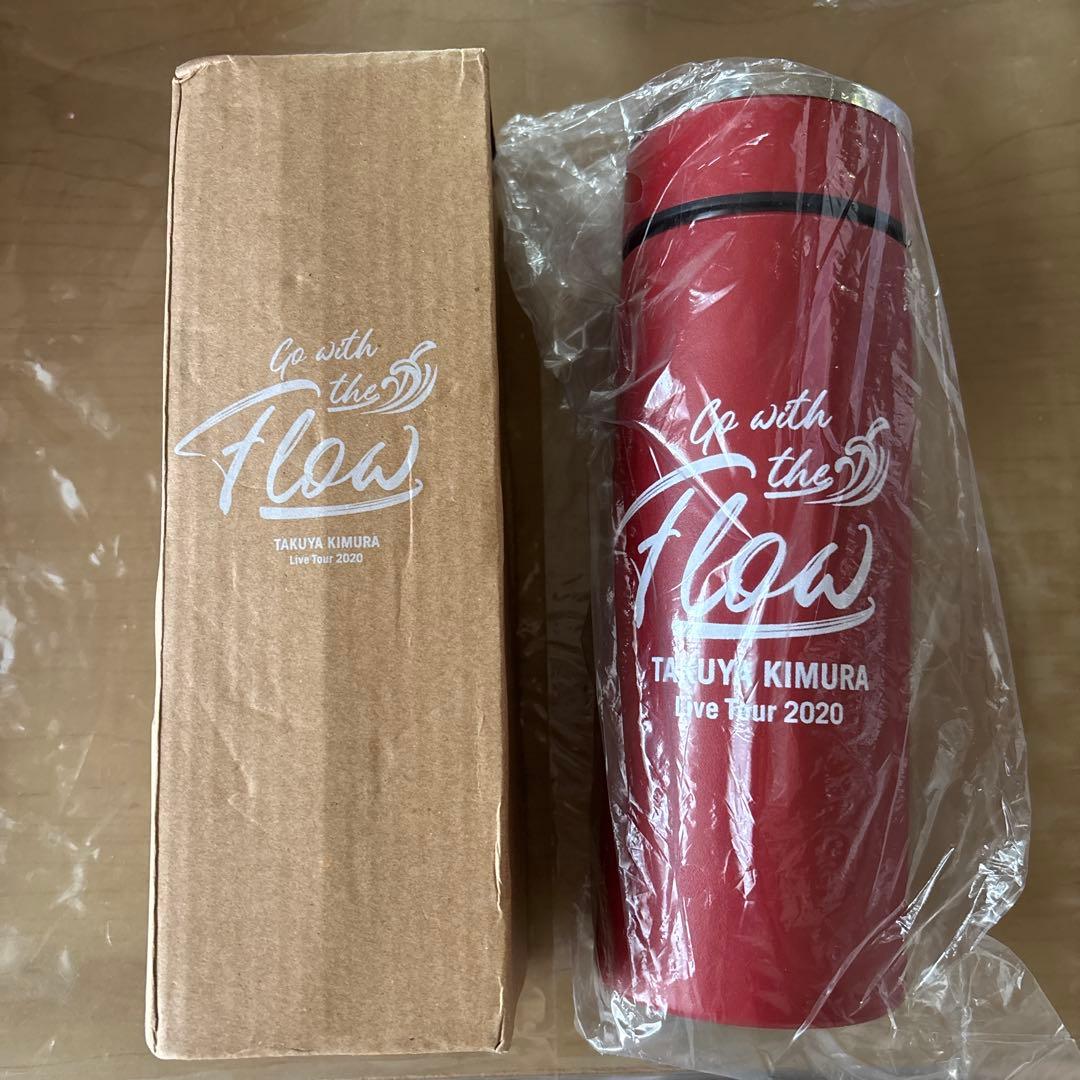 Go with
the
Flow
TAKUYA KIMURA
Live Tour 2020
Go with
the
Flow
TAKUYA KIMURA
Live Tour 2020